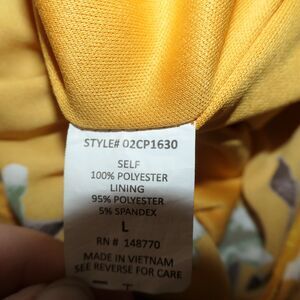 STYLE# 02CP1630
SELF
100% POLYESTER
LINING
95% POLYESTER
5% SPANDEX
L
RN # 148770
MADE IN VIETNAM
SEE REVERSE FOR CARE